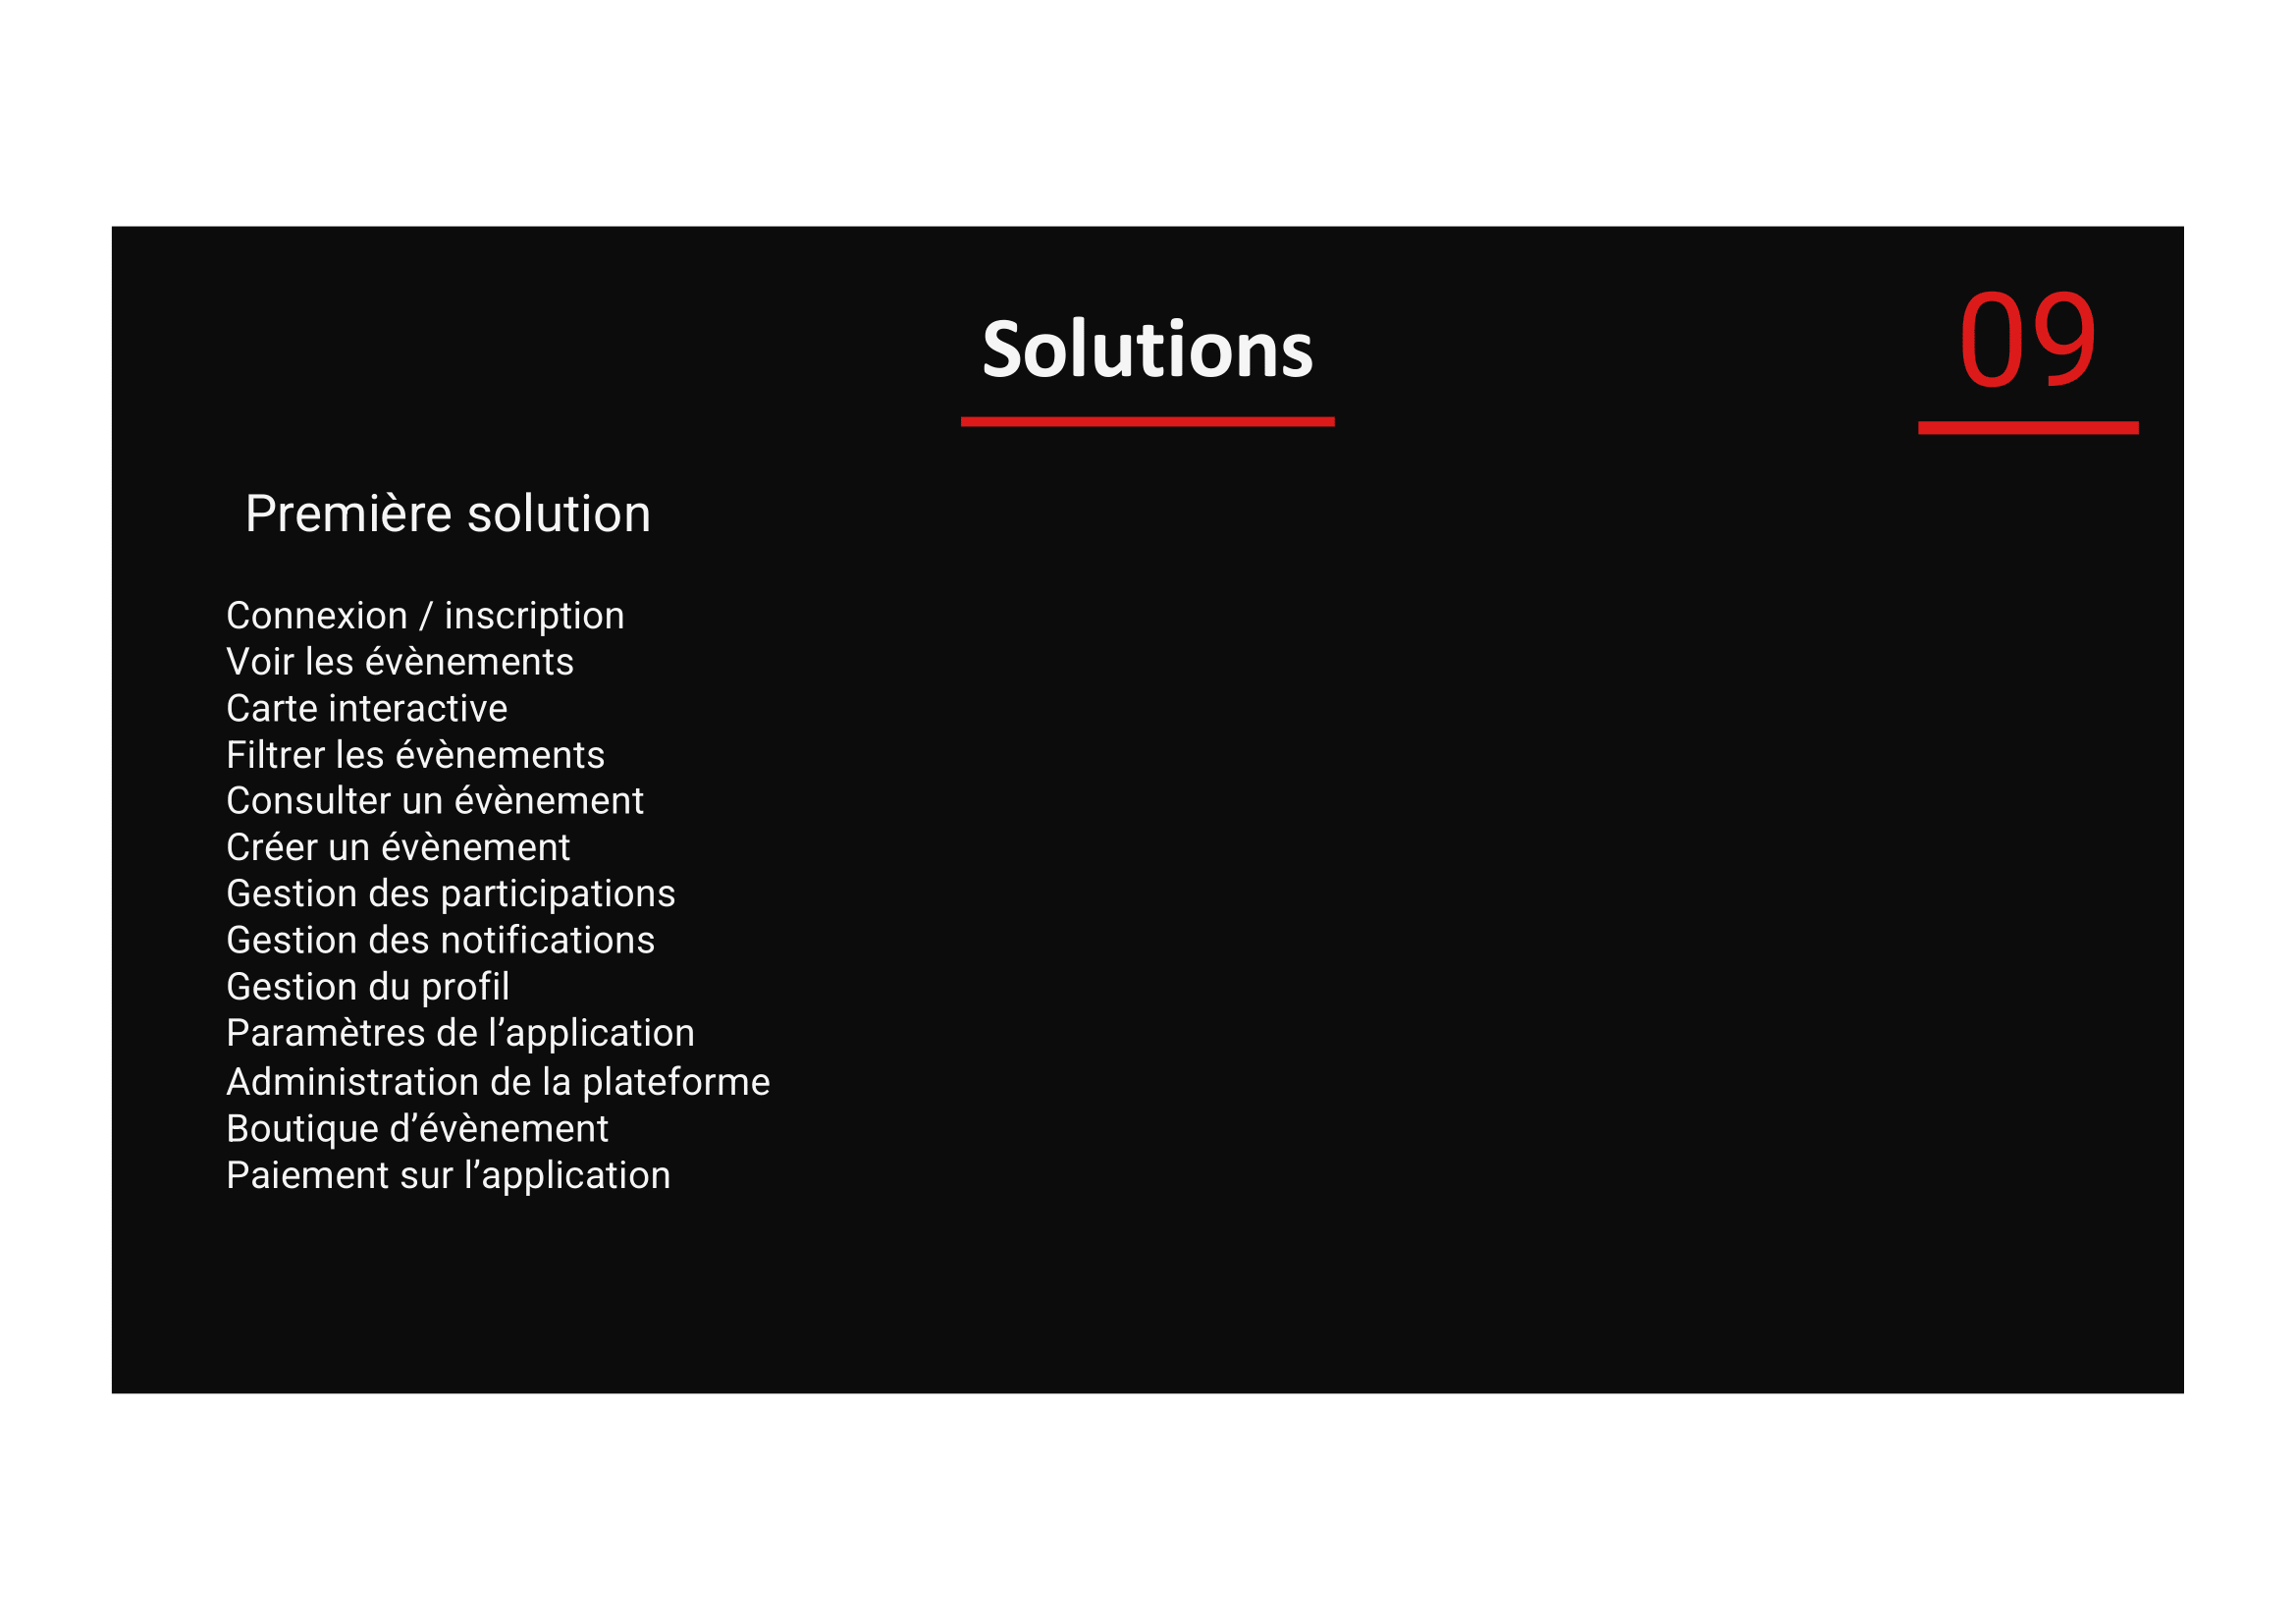 Solutions
09
Première solution
Connexion / inscription
Voir les évènements
Carte interactive
Filtrer les évènements
Consulter un évènement
Créer un évènement
Gestion des participations
Gestion des notifications
Gestion du profil
Paramètres de l’application
Administration de la plateforme
Boutique d’évènement
Paiement sur l’application